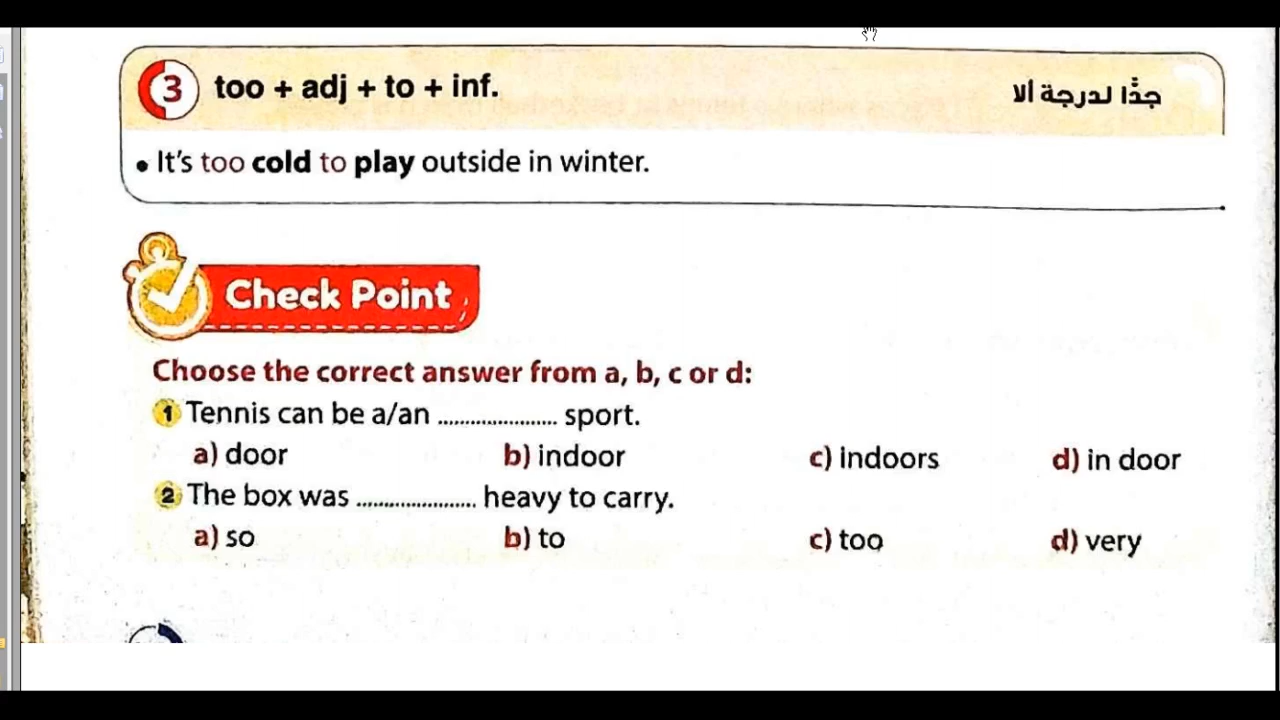 3 too + adj + to + inf. جدًّا لدرجة ألا
• It's too cold to play outside in winter.
Check Point
Choose the correct answer from a, b, c or d:
1 Tennis can be a/an ...................... sport.
a) door b) indoor c) indoors d) in door
2 The box was ...................... heavy to carry.
a) so b) to c) too d) very